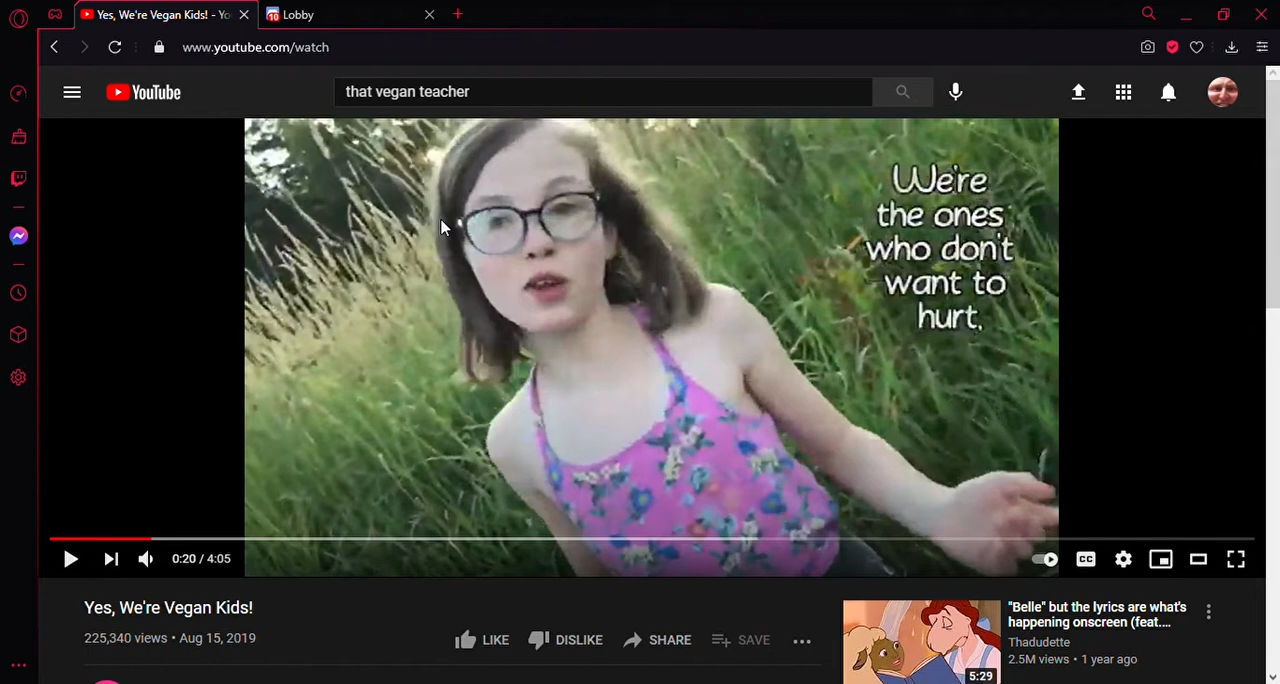 Yes, We're Vegan Kids! - Yo
Lobby
www.youtube.com/watch
YouTube
that vegan teacher
We're
the ones
who don't
want to
hurt.
0:20 / 4:05
CC
Yes, We're Vegan Kids!
225,340 views • Aug 15, 2019
LIKE
DISLIKE
SHARE
SAVE
"Belle" but the lyrics are what's
happening onscreen (feat....
Thadudette
2.5M views • 1 year ago
5:29